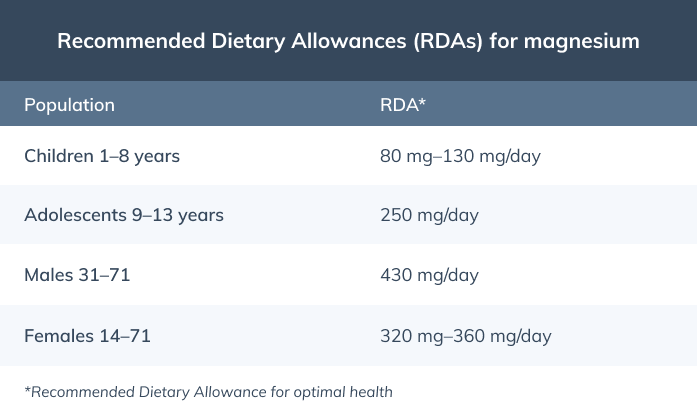 Recommended Dietary Allowances (RDAs) for magnesium
Population RDA*
Children 1–8 years 80 mg–130 mg/day
Adolescents 9–13 years 250 mg/day
Males 31–71 430 mg/day
Females 14–71 320 mg–360 mg/day
*Recommended Dietary Allowance for optimal health